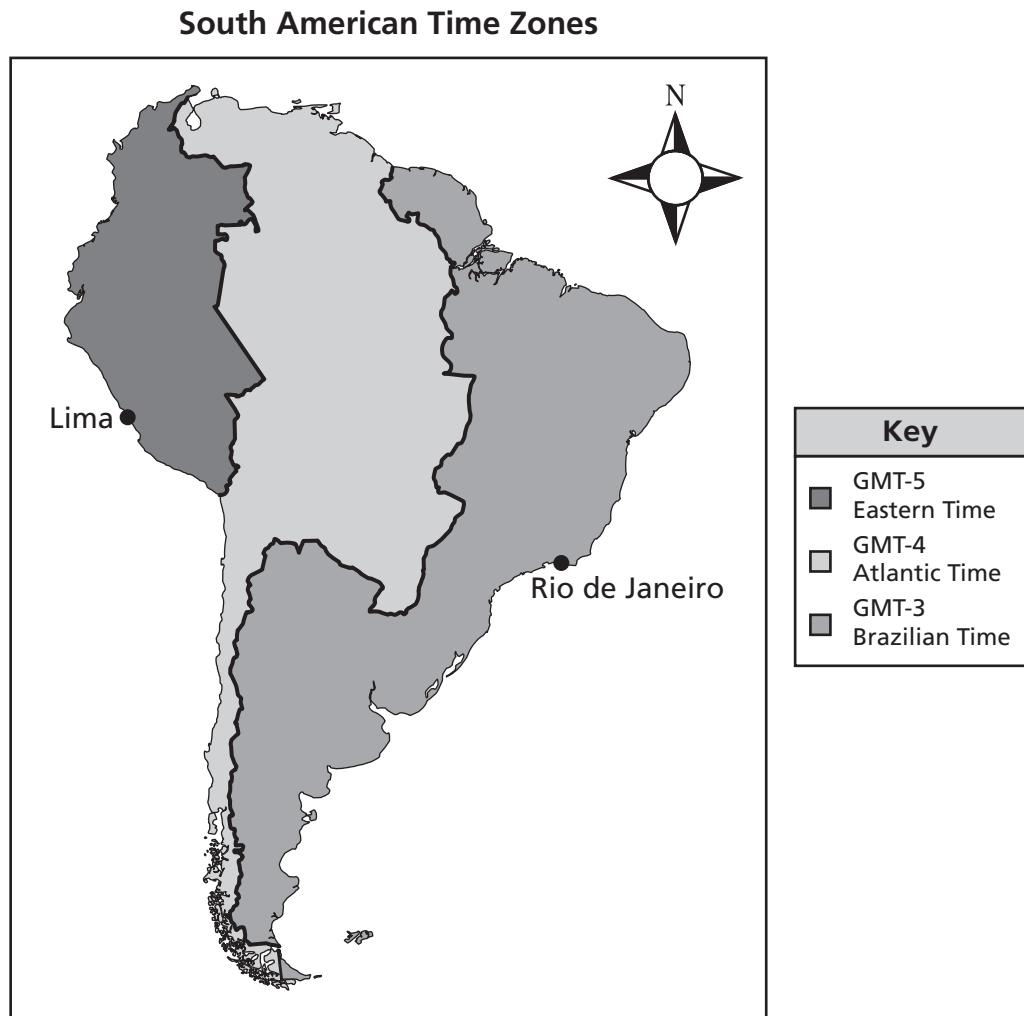 South American Time Zones
N
Lima
Rio de Janeiro
Key
GMT-5
Eastern Time
GMT-4
Atlantic Time
GMT-3
Brazilian Time